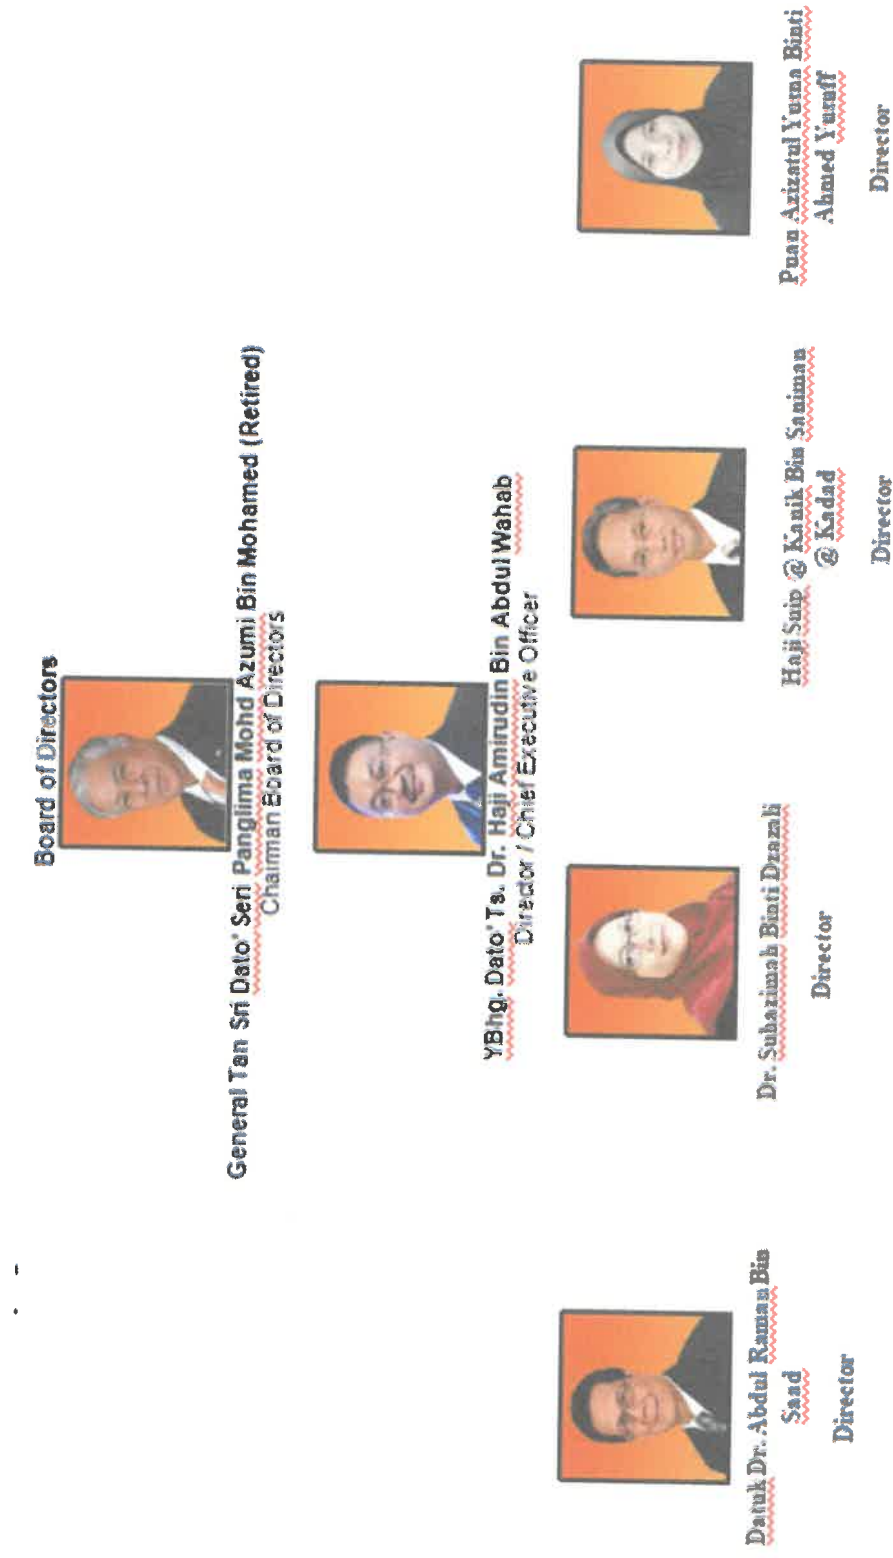 Board of Directors
General Tan Sri Dato' Seri Panglima Mohd Azumi Bin Mohamed (Retired)
Chairman Board of Directors
YBhg. Dato' Ts. Dr. Haji Amirudin Bin Abdul Wahab
Director / Chief Executive Officer
Datuk Dr. Abdul Raman Bin
Saad
Director
Dr. Suhazimah Binti Dzazali
Director
Haji Suip @ Kanik Bin Saniman
@ Kadad
Director
Puan Azizatul Yusna Binti
Ahmed Yusuff
Director